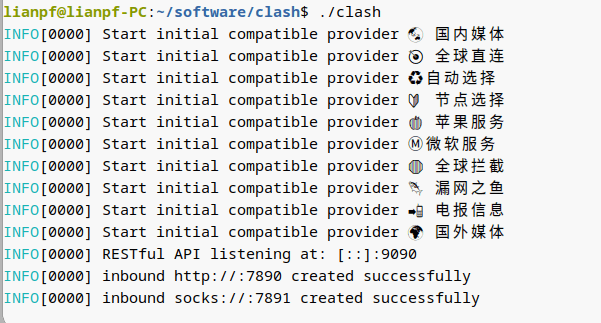 lianpf@lianpf-PC:~/software/clash$ ./clash
INFO[0000] Start initial compatible provider 🌏 国内媒体
INFO[0000] Start initial compatible provider 🎯 全球直连
INFO[0000] Start initial compatible provider ♻️自动选择
INFO[0000] Start initial compatible provider 🔰 节点选择
INFO[0000] Start initial compatible provider 🍎 苹果服务
INFO[0000] Start initial compatible provider Ⓜ️微软服务
INFO[0000] Start initial compatible provider 🛑 全球拦截
INFO[0000] Start initial compatible provider 🐟 漏网之鱼
INFO[0000] Start initial compatible provider 📲 电报信息
INFO[0000] Start initial compatible provider 🌍 国外媒体
INFO[0000] RESTful API listening at: [::]:9090
INFO[0000] inbound http://:7890 created successfully
INFO[0000] inbound socks://:7891 created successfully